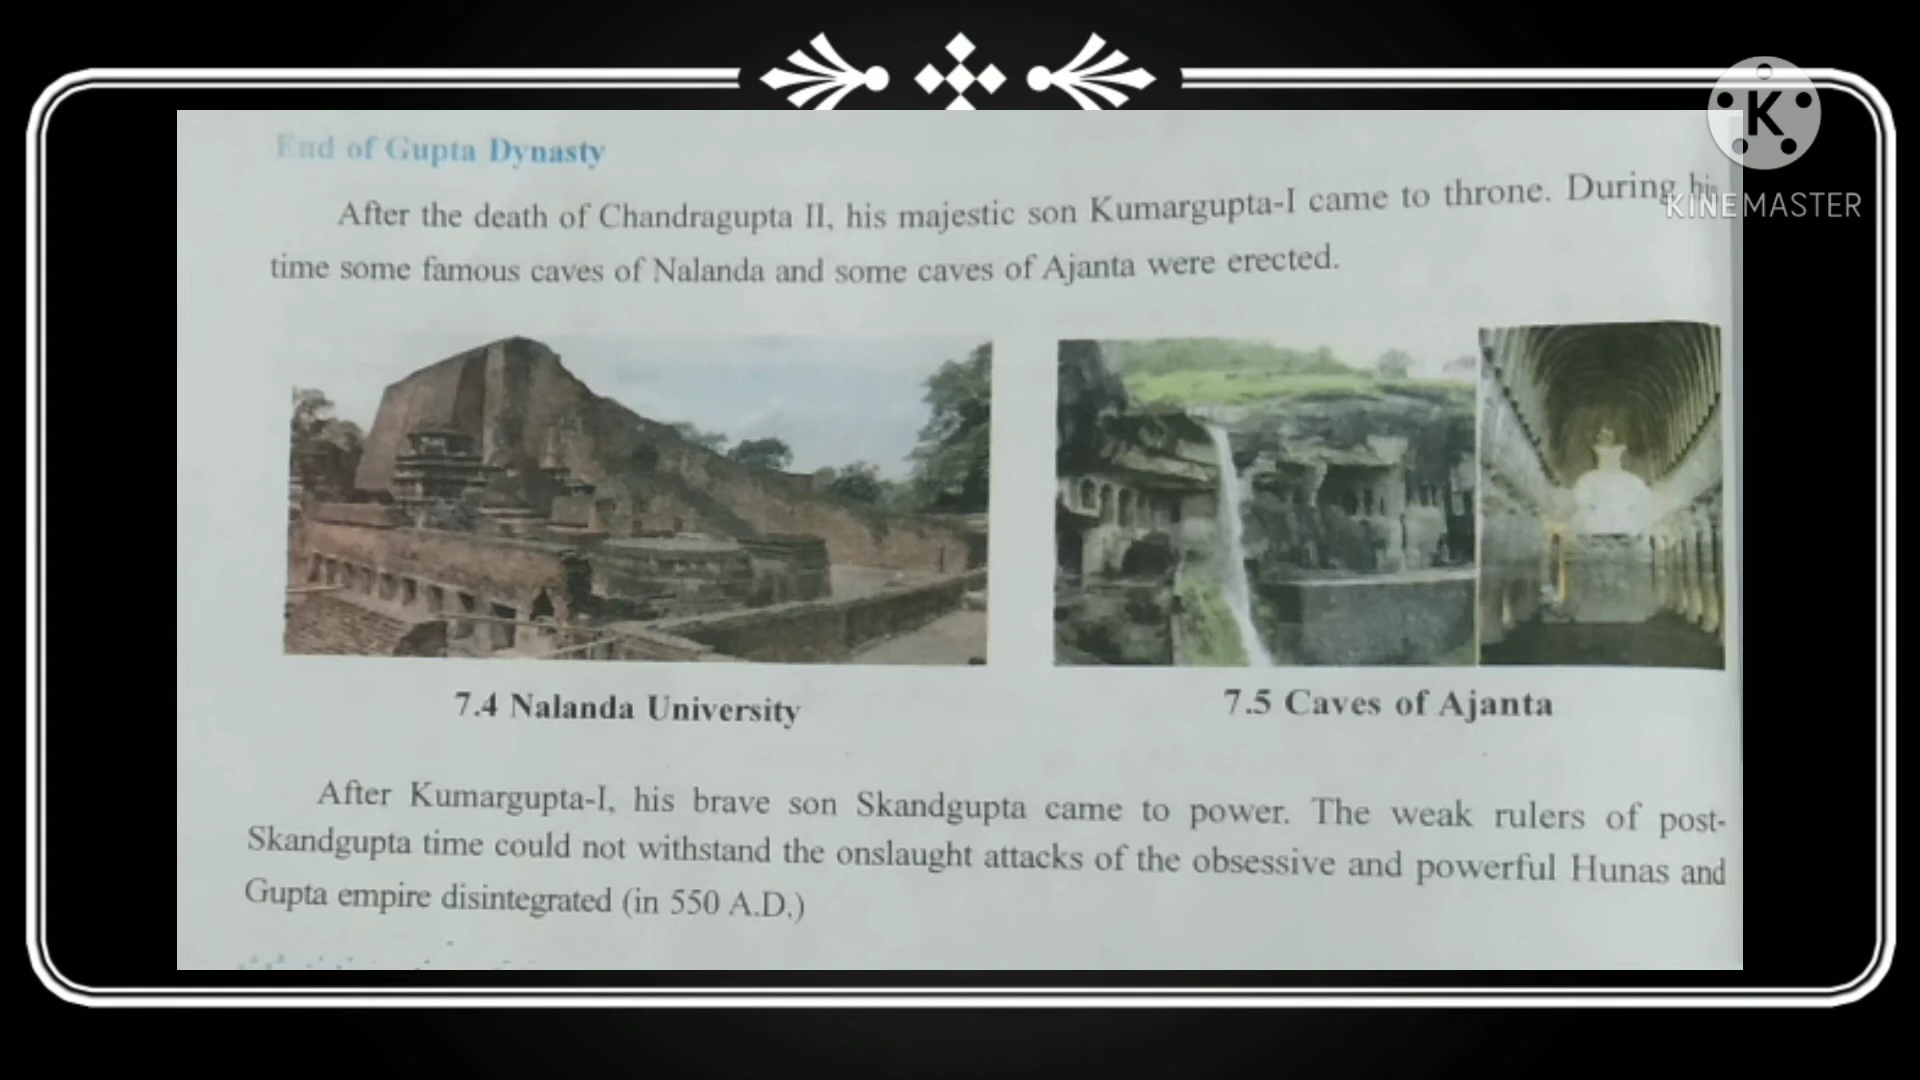 End of Gupta Dynasty
After the death of Chandragupta II, his majestic son Kumargupta-I came to throne. During his
time some famous caves of Nalanda and some caves of Ajanta were erected.
7.4 Nalanda University
7.5 Caves of Ajanta
After Kumargupta-I, his brave son Skandgupta came to power. The weak rulers of post-
Skandgupta time could not withstand the onslaught attacks of the obsessive and powerful Hunas and
Gupta empire disintegrated (in 550 A.D.)
K
KINEMASTER